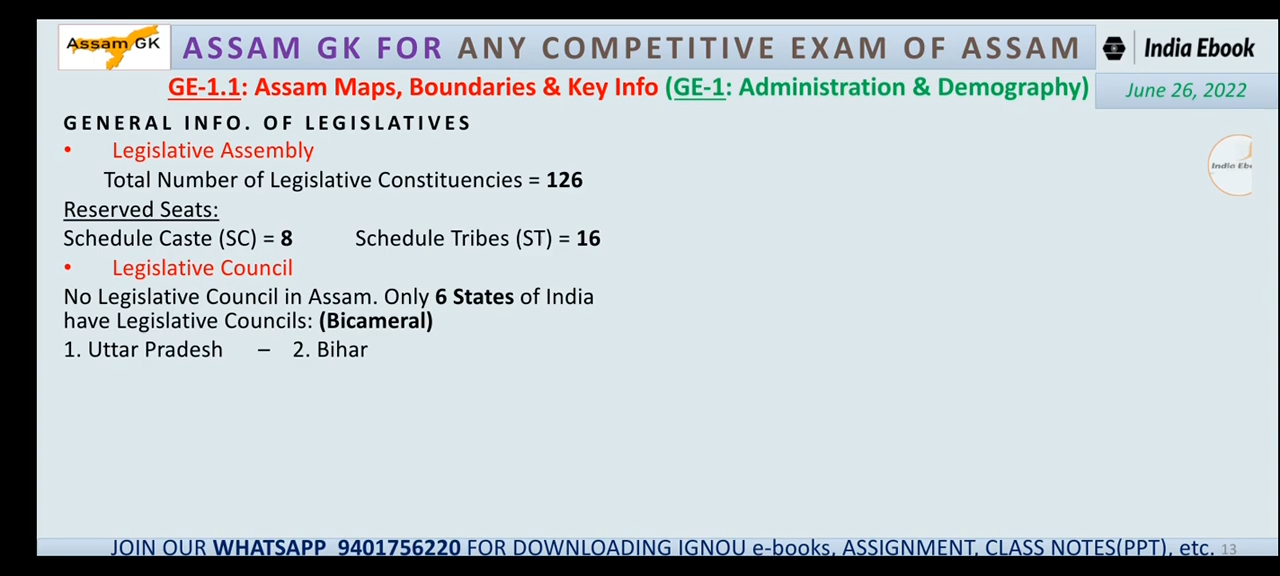 Assam GK
ASSAM GK FOR ANY COMPETITIVE EXAM OF ASSAM
India Ebook
GE-1.1: Assam Maps, Boundaries & Key Info (GE-1: Administration & Demography)
June 26, 2022
GENERAL INFO. OF LEGISLATIVES
• Legislative Assembly
India Eb
Total Number of Legislative Constituencies = 126
Reserved Seats:
Schedule Caste (SC) = 8 Schedule Tribes (ST) = 16
• Legislative Council
No Legislative Council in Assam. Only 6 States of India
have Legislative Councils: (Bicameral)
1. Uttar Pradesh – 2. Bihar
JOIN OUR WHATSAPP 9401756220 FOR DOWNLOADING IGNOU e-books, ASSIGNMENT, CLASS NOTES(PPT), etc. 13